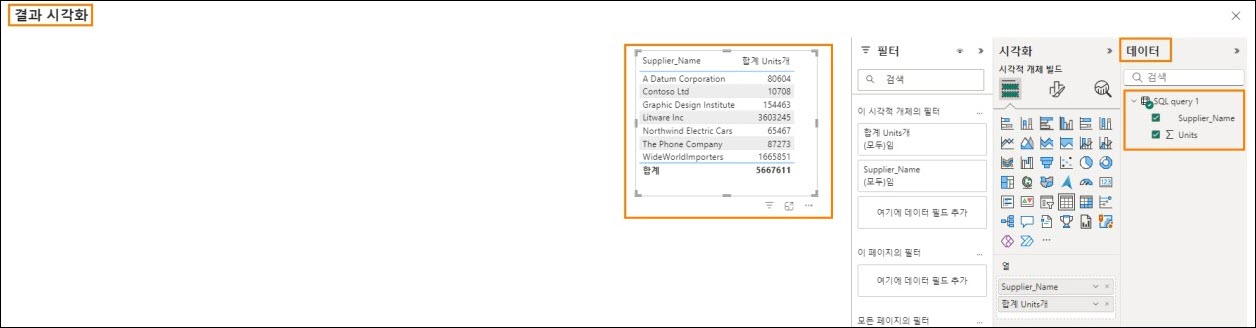 결과 시각화
Supplier_Name 합계 Units개
A Datum Corporation 80604
Contoso Ltd 10708
Graphic Design Institute 154463
Litware Inc 3603245
Northwind Electric Cars 65467
The Phone Company 87273
WideWorldImporters 1665851
합계 5667611
필터
검색
이 시각적 개체의 필터 ...
합계 Units개
(모두)임
Supplier_Name
(모두)임
여기에 데이터 필드 추가
이 페이지의 필터 ...
여기에 데이터 필드 추가
모든 페이지의 필터 ...
시각화
시각적 개체 빌드
123
열
Supplier_Name
합계 Units개
데이터
검색
SQL query 1
Supplier_Name
Σ Units